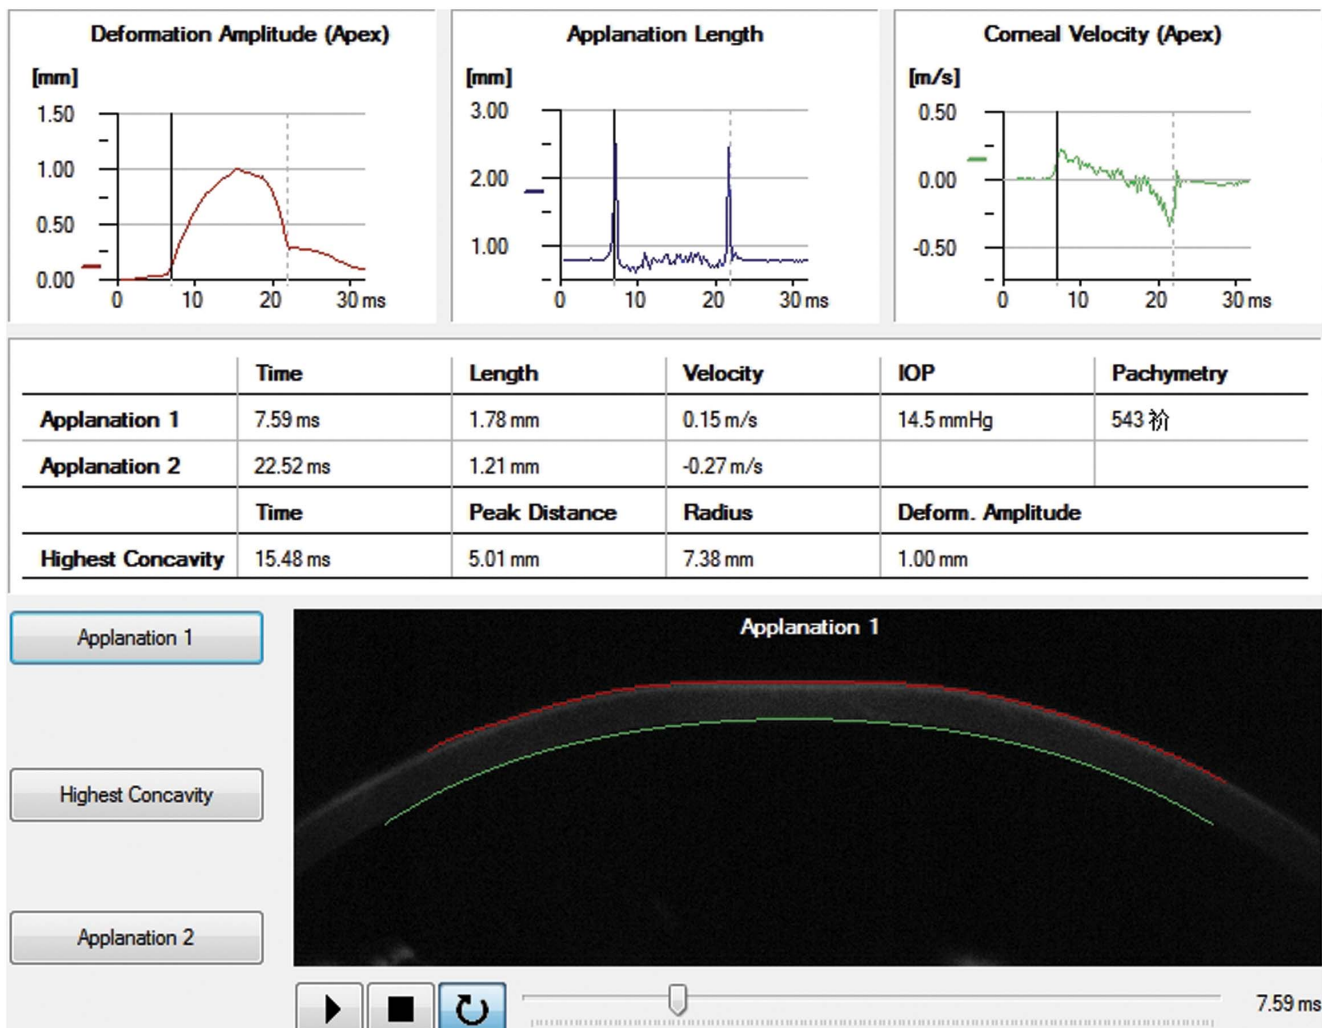 Deformation Amplitude (Apex)
[mm]
1.50
1.00
0.50
0.00
0 10 20 30 ms
Applanation Length
[mm]
3.00
2.00
1.00
0 10 20 30 ms
Corneal Velocity (Apex)
[m/s]
0.50
0.00
-0.50
0 10 20 30 ms
Time Length Velocity IOP Pachymetry
Applanation 1 7.59 ms 1.78 mm 0.15 m/s 14.5 mmHg 543 祄
Applanation 2 22.52 ms 1.21 mm -0.27 m/s
Time Peak Distance Radius Deform. Amplitude
Highest Concavity 15.48 ms 5.01 mm 7.38 mm 1.00 mm
Applanation 1
Highest Concavity
Applanation 2
Applanation 1
7.59 ms